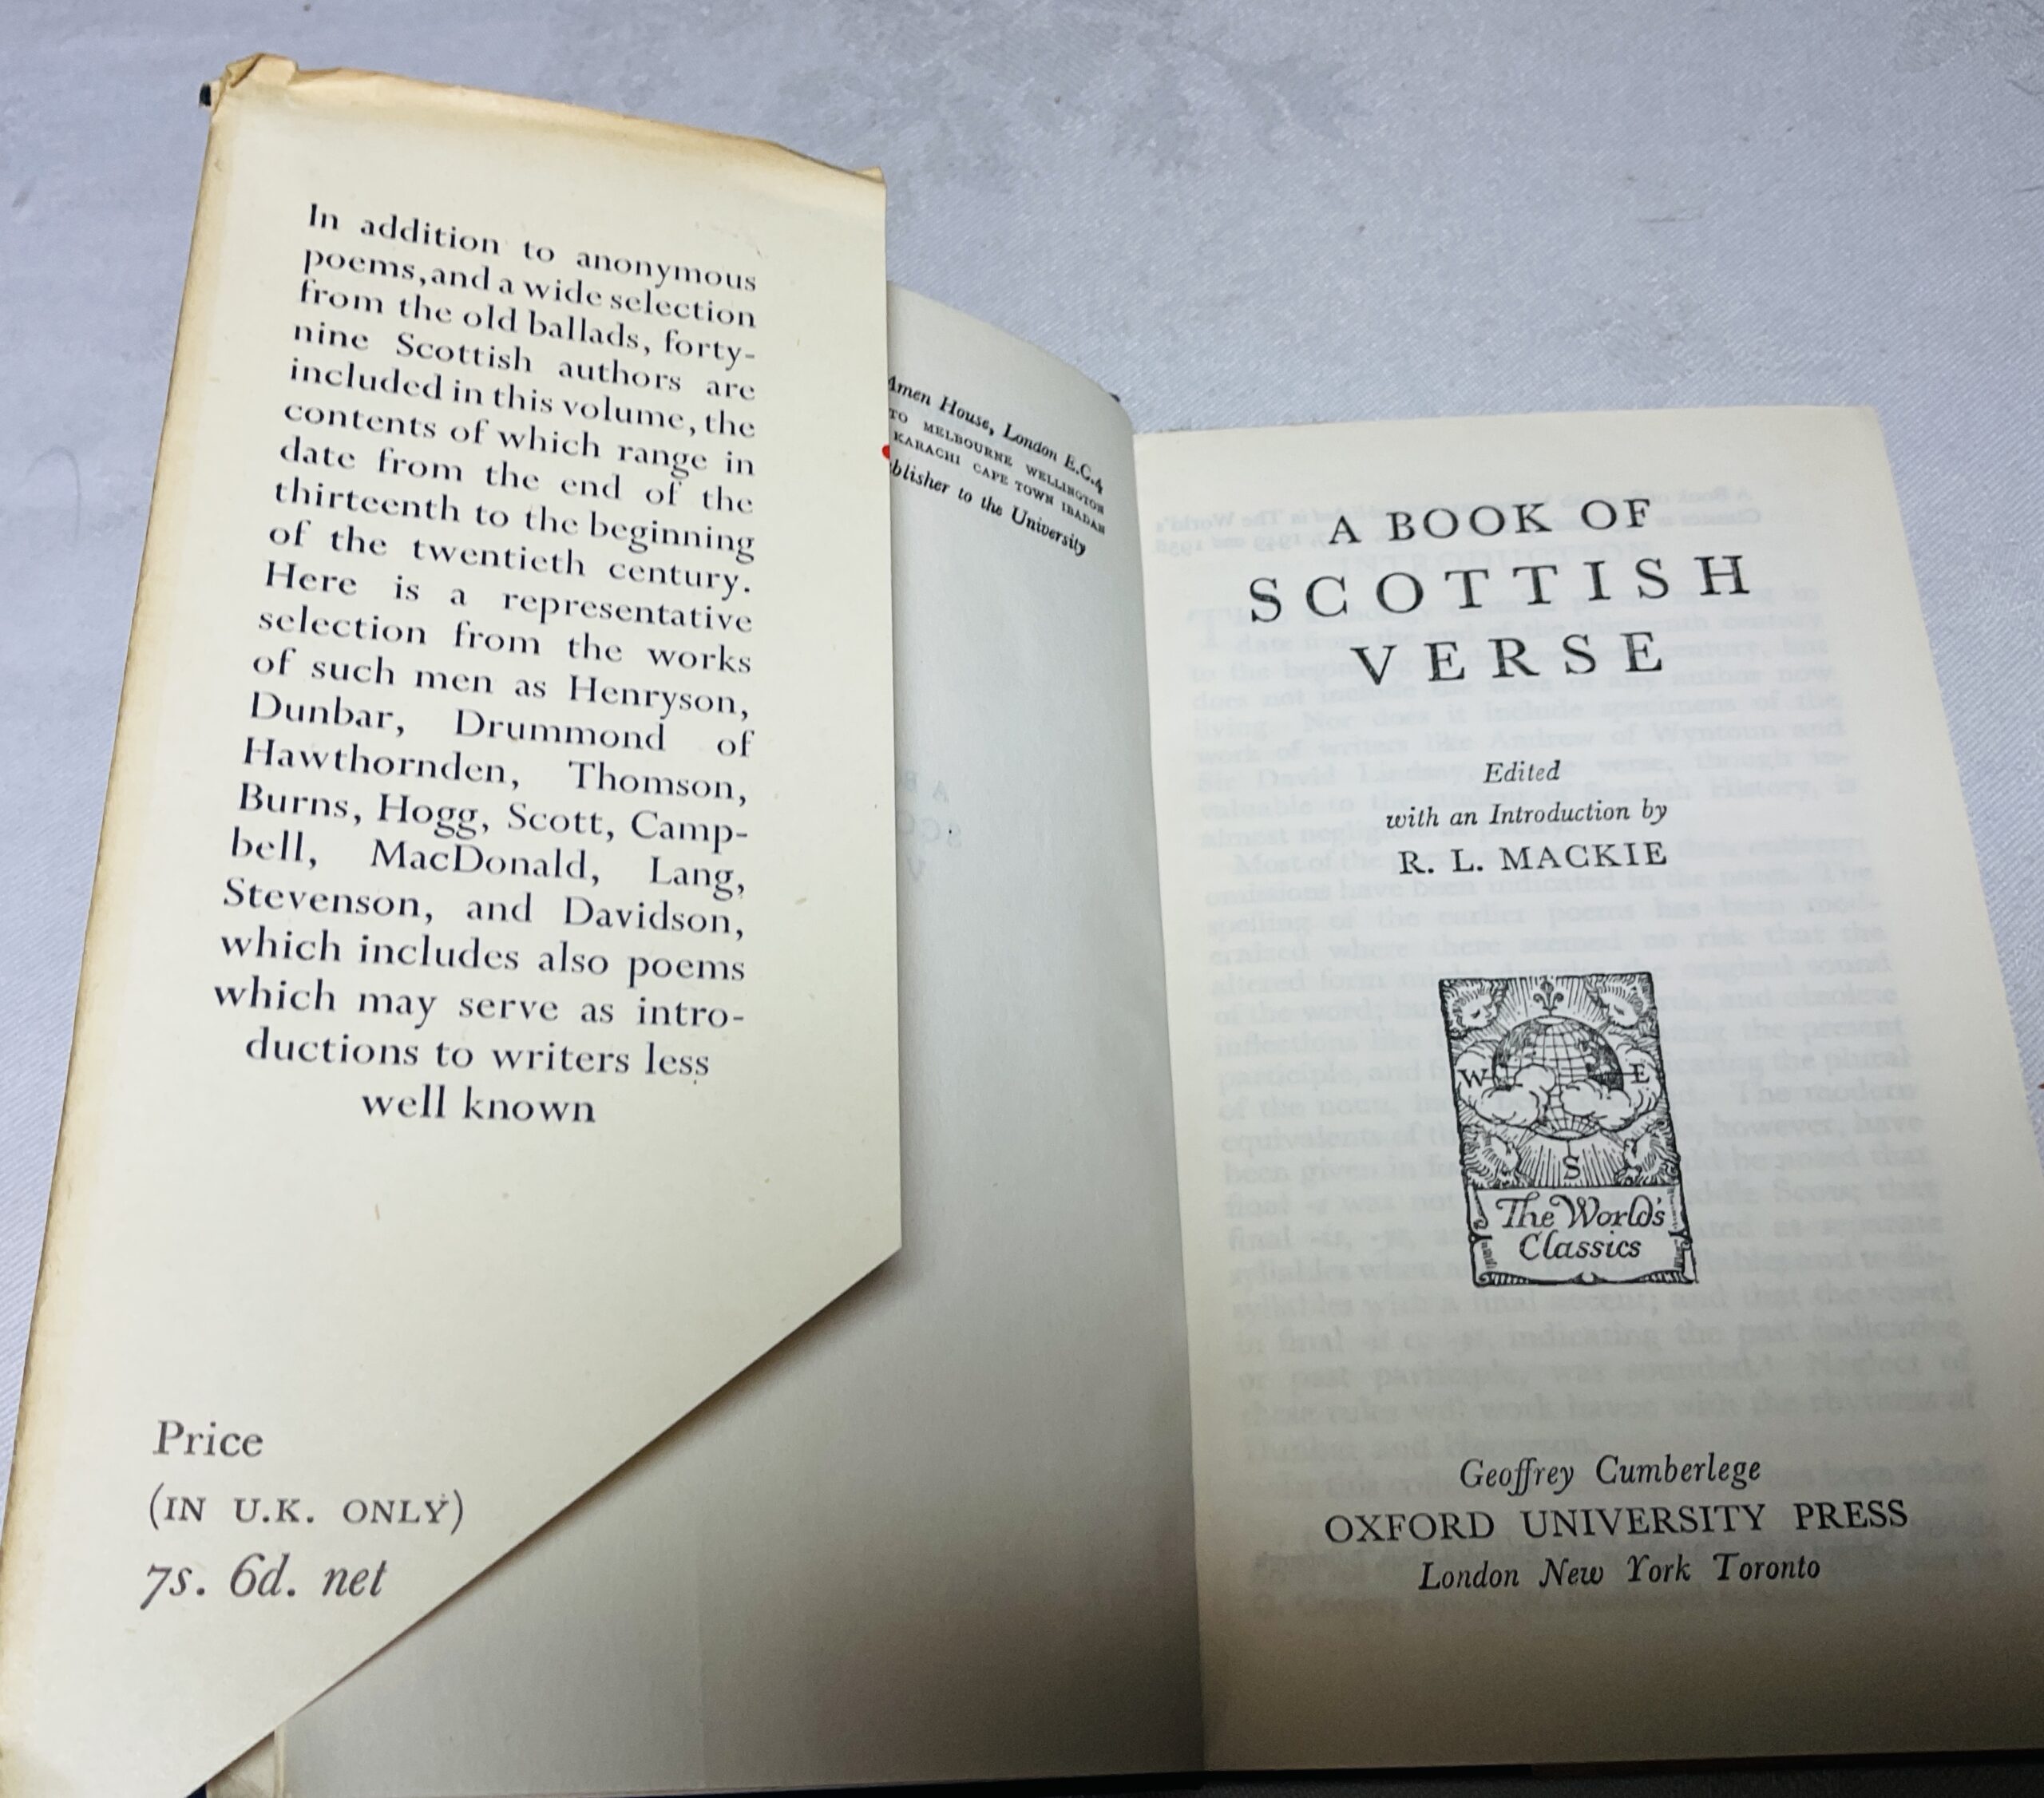 In addition to anonymous
poems, and a wide selection
from the old ballads, forty-
nine Scottish authors are
included in this volume, the
contents of which range in
date from the end of the
thirteenth to the beginning
of the twentieth century.
Here is a representative
selection from the works
of such men as Henryson,
Dunbar, Drummond of
Hawthornden, Thomson,
Burns, Hogg, Scott, Camp-
bell, MacDonald, Lang,
Stevenson, and Davidson,
which includes also poems
which may serve as intro-
ductions to writers less
well known
Price
(IN U.K. ONLY)
7s. 6d. net
Amen House, London E.C.4
TO MELBOURNE WELLINGTON
KARACHI CAPE TOWN IBADAN
blisher to the University
A BOOK OF
SCOTTISH
VERSE
Edited
with an Introduction by
R. L. MACKIE
W E
S
The World's
Classics
Geoffrey Cumberlege
OXFORD UNIVERSITY PRESS
London New York Toronto